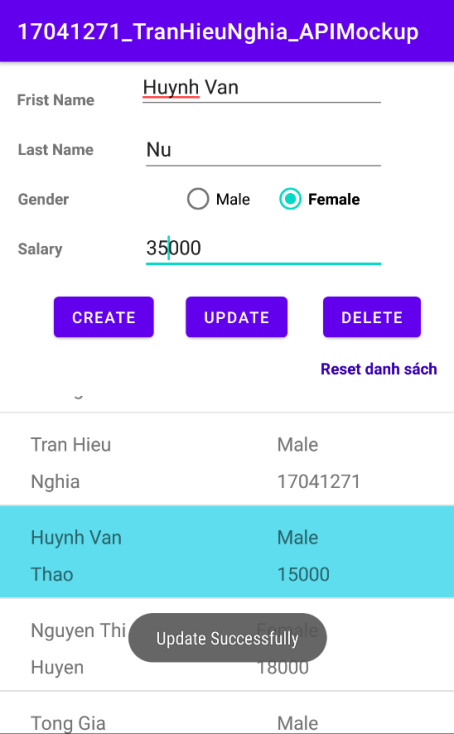 17041271_TranHieuNghia_APIMockup
Frist Name Huynh Van
Last Name Nu
Gender Male Female
Salary 35000
CREATE UPDATE DELETE
Reset danh sách
Tran Hieu Male
Nghia 17041271
Huynh Van Male
Thao 15000
Nguyen Thi Female
Update Successfully
Huyen 18000
Tong Gia Male